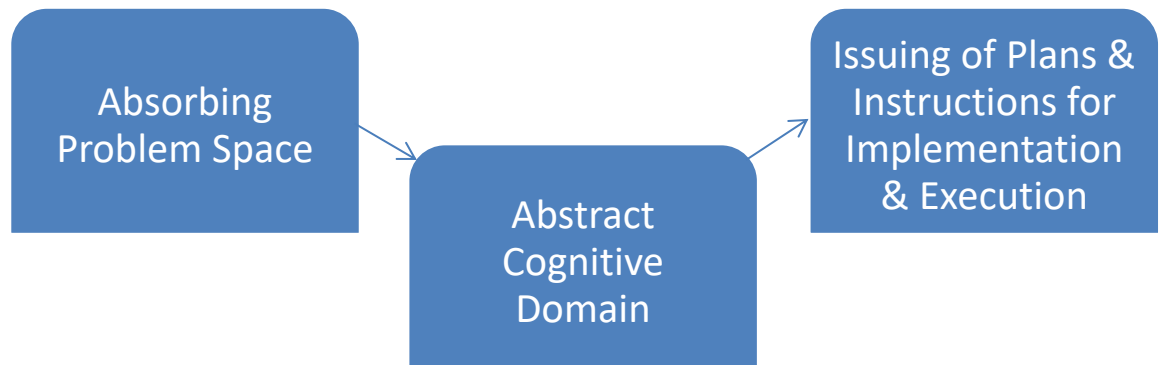 Absorbing
Problem Space
Abstract
Cognitive
Domain
Issuing of Plans &
Instructions for
Implementation
& Execution